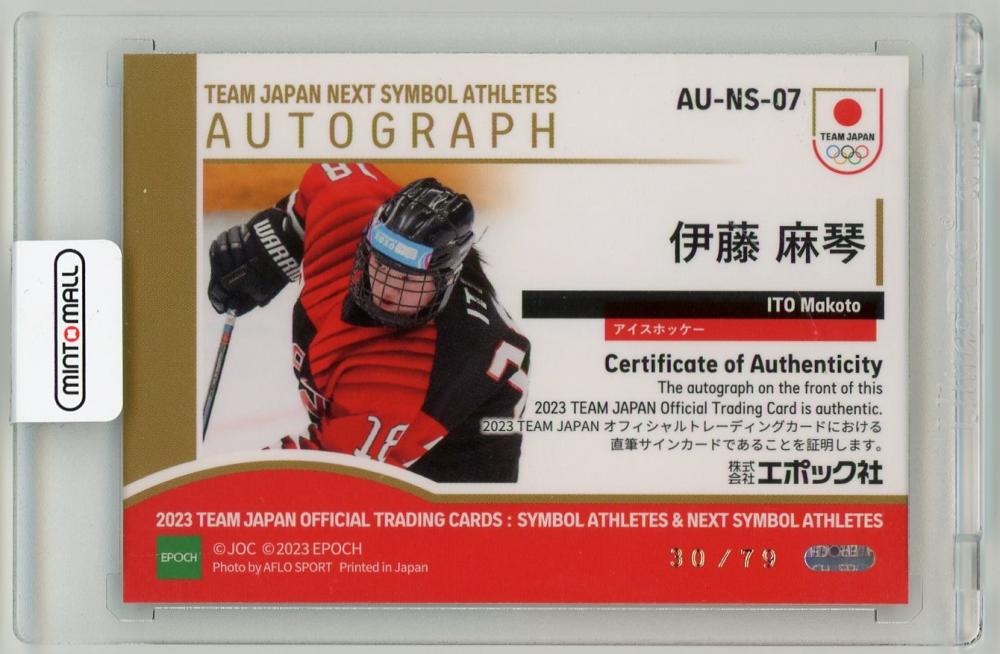 TEAM JAPAN NEXT SYMBOL ATHLETES
AUTOGRAPH
AU-NS-07
TEAM JAPAN
18
WARRI
18
伊藤 麻琴
ITO Makoto
アイスホッケー
Certificate of Authenticity
The autograph on the front of this
2023 TEAM JAPAN Official Trading Card is authentic.
2023 TEAM JAPAN オフィシャルトレーディングカードにおける
直筆サインカードであることを証明します。
株式会社エポック社
MINT MALL
2023 TEAM JAPAN OFFICIAL TRADING CARDS : SYMBOL ATHLETES & NEXT SYMBOL ATHLETES
EPOCH
©JOC ©2023 EPOCH
Photo by AFLO SPORT Printed in Japan
30/79